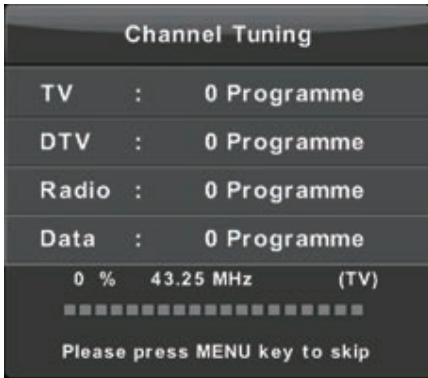 Channel Tuning
TV : 0 Programme
DTV : 0 Programme
Radio : 0 Programme
Data : 0 Programme
0 % 43.25 MHz (TV)
Please press MENU key to skip